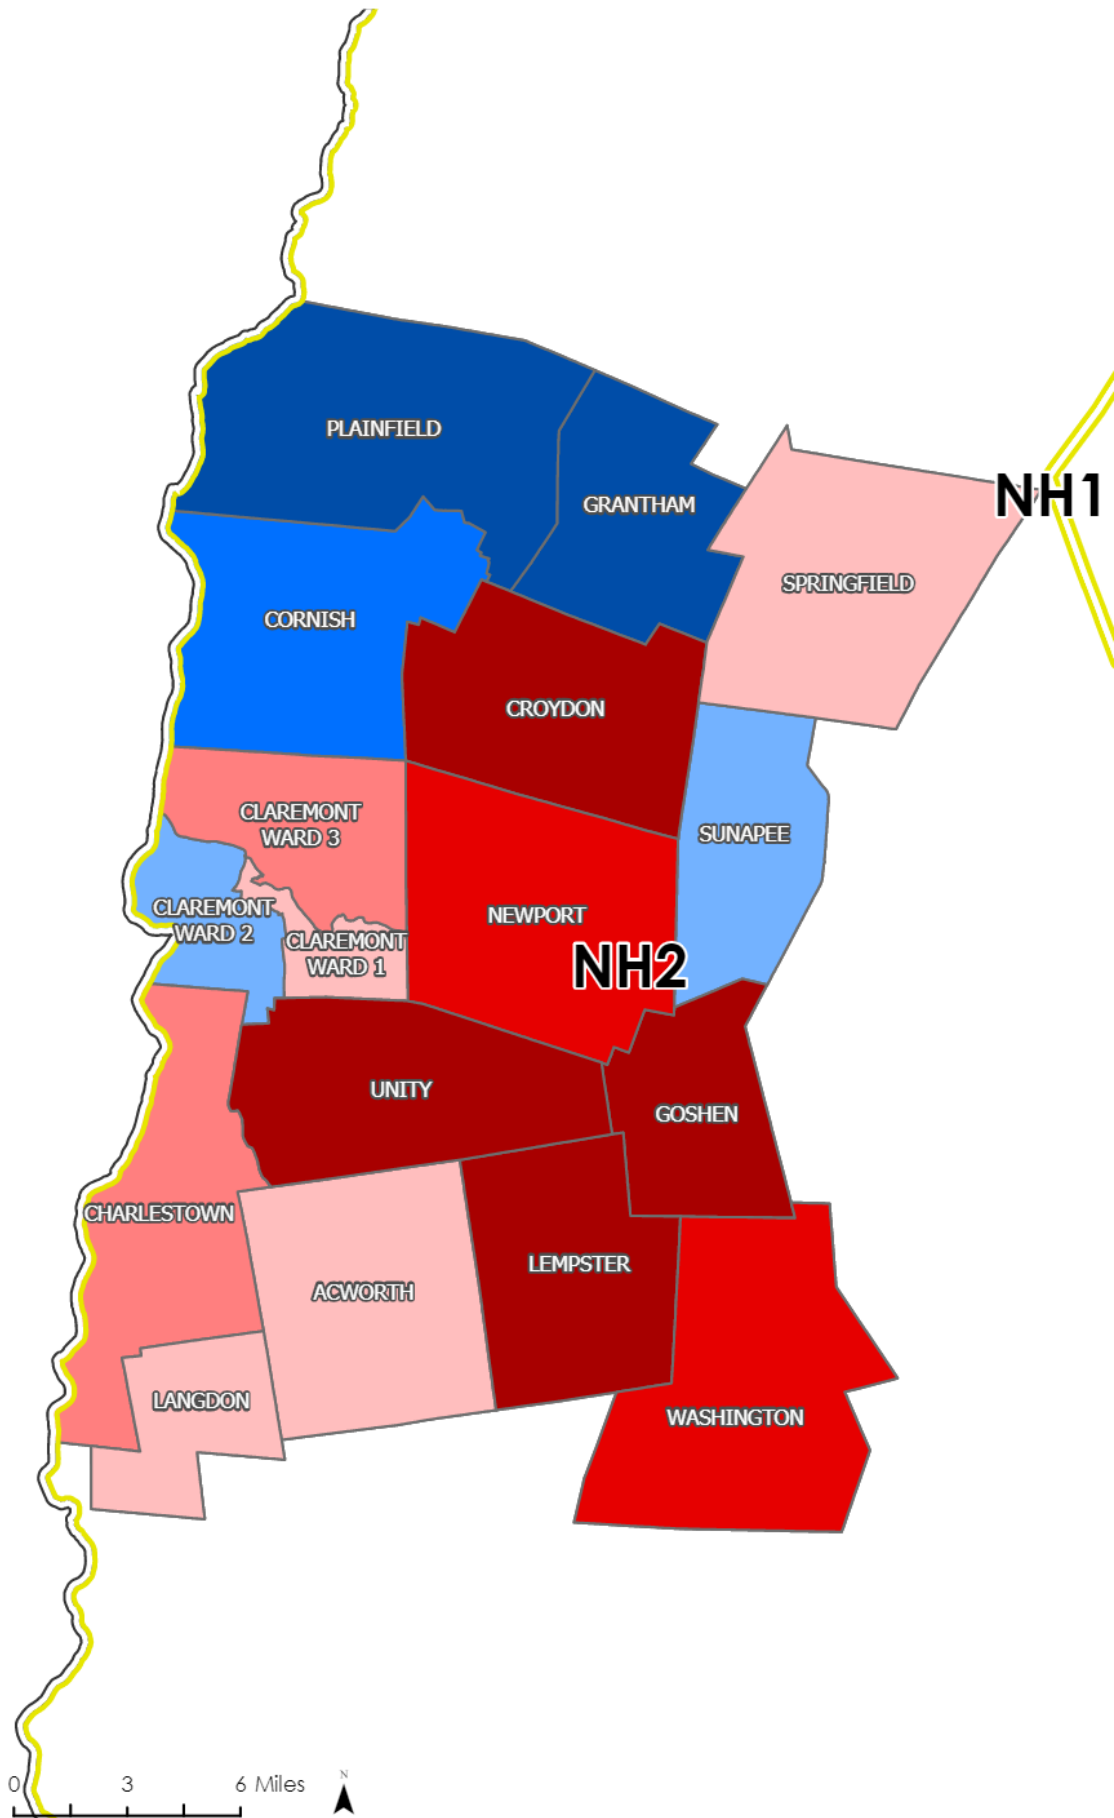 PLAINFIELD
GRANTHAM
NH1
SPRINGFIELD
CORNISH
CROYDON
CLAREMONT
WARD 3
SUNAPEE
CLAREMONT
WARD 2
NEWPORT
CLAREMONT
WARD 1
NH2
UNITY
GOSHEN
CHARLESTOWN
LEMPSTER
ACWORTH
LANGDON
WASHINGTON
0 3 6 Miles
N